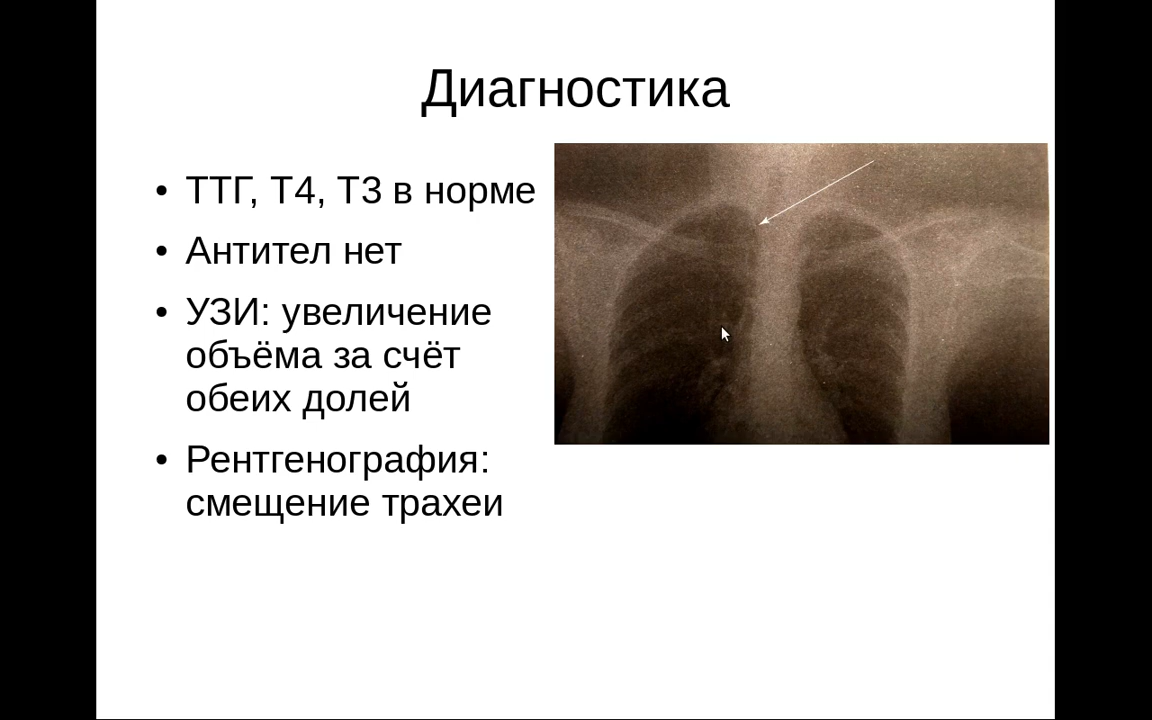 Диагностика
• ТТГ, Т4, Т3 в норме
• Антител нет
• УЗИ: увеличение
объёма за счёт
обеих долей
• Рентгенография:
смещение трахеи